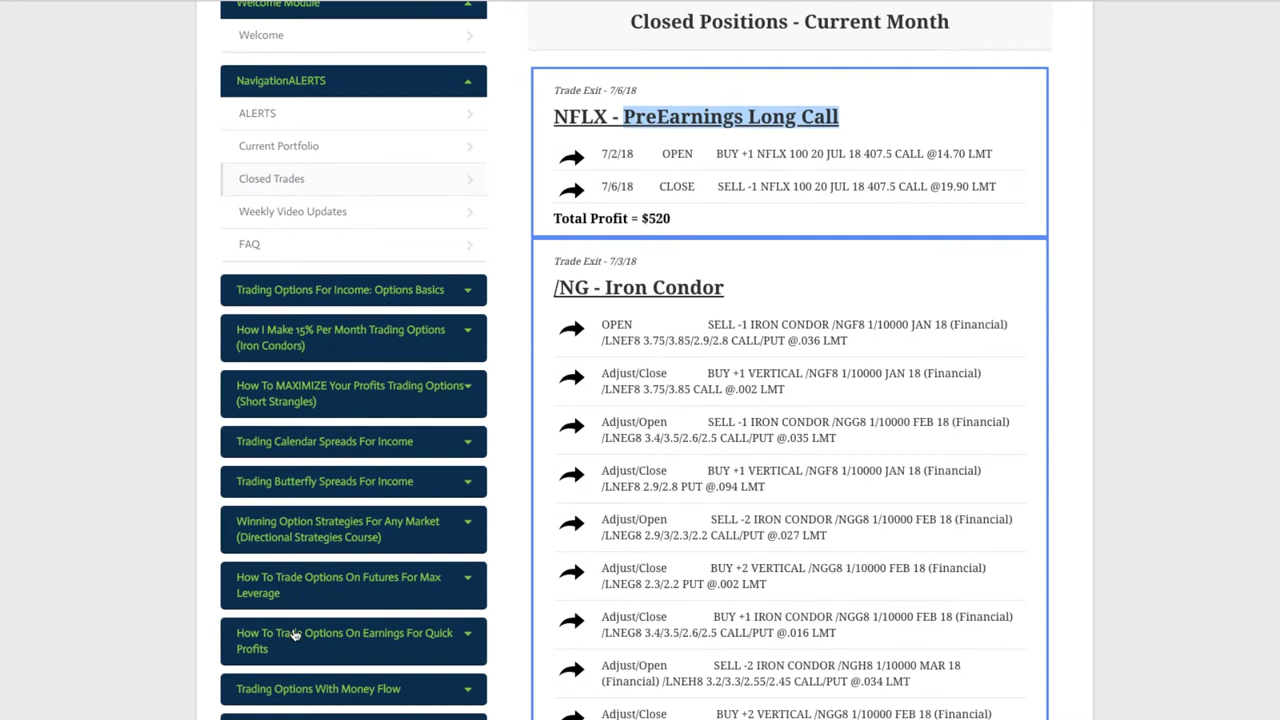 Welcome Module
Welcome
NavigationALERTS
ALERTS
Current Portfolio
Closed Trades
Weekly Video Updates
FAQ
Trading Options For Income: Options Basics
How I Make 15% Per Month Trading Options
(Iron Condors)
How To MAXIMIZE Your Profits Trading Options
(Short Strangles)
Trading Calendar Spreads For Income
Trading Butterfly Spreads For Income
Winning Option Strategies For Any Market
(Directional Strategies Course)
How To Trade Options On Futures For Max
Leverage
How To Trade Options On Earnings For Quick
Profits
Trading Options With Money Flow
Closed Positions - Current Month
Trade Exit - 7/6/18
NFLX - PreEarnings Long Call
7/2/18 OPEN BUY +1 NFLX 100 20 JUL 18 407.5 CALL @14.70 LMT
7/6/18 CLOSE SELL -1 NFLX 100 20 JUL 18 407.5 CALL @19.90 LMT
Total Profit = $520
Trade Exit - 7/3/18
/NG - Iron Condor
OPEN SELL -1 IRON CONDOR /NGF8 1/10000 JAN 18 (Financial)
/LNEF8 3.75/3.85/2.9/2.8 CALL/PUT @.036 LMT
Adjust/Close BUY +1 VERTICAL /NGF8 1/10000 JAN 18 (Financial)
/LNEF8 3.75/3.85 CALL @.002 LMT
Adjust/Open SELL -1 IRON CONDOR /NGG8 1/10000 FEB 18 (Financial)
/LNEG8 3.4/3.5/2.6/2.5 CALL/PUT @.035 LMT
Adjust/Close BUY +1 VERTICAL /NGF8 1/10000 JAN 18 (Financial)
/LNEF8 2.9/2.8 PUT @.094 LMT
Adjust/Open SELL -2 IRON CONDOR /NGG8 1/10000 FEB 18 (Financial)
/LNEG8 2.9/3/2.3/2.2 CALL/PUT @.027 LMT
Adjust/Close BUY +2 VERTICAL /NGG8 1/10000 FEB 18 (Financial)
/LNEG8 2.3/2.2 PUT @.002 LMT
Adjust/Close BUY +1 IRON CONDOR /NGG8 1/10000 FEB 18 (Financial)
/LNEG8 3.4/3.5/2.6/2.5 CALL/PUT @.016 LMT
Adjust/Open SELL -2 IRON CONDOR /NGH8 1/10000 MAR 18
(Financial) /LNEH8 3.2/3.3/2.55/2.45 CALL/PUT @.034 LMT
Adjust/Close BUY +2 VERTICAL /NGG8 1/10000 FEB 18 (Financial)